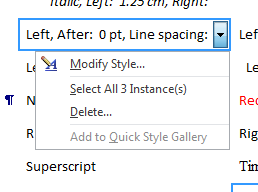 Italic, Left: 1.25 cm, Right:
Left, After: 0 pt, Line spacing:
Left
Modify Style...
Select All 3 Instance(s)
Delete...
Add to Quick Style Gallery
¶
Superscript